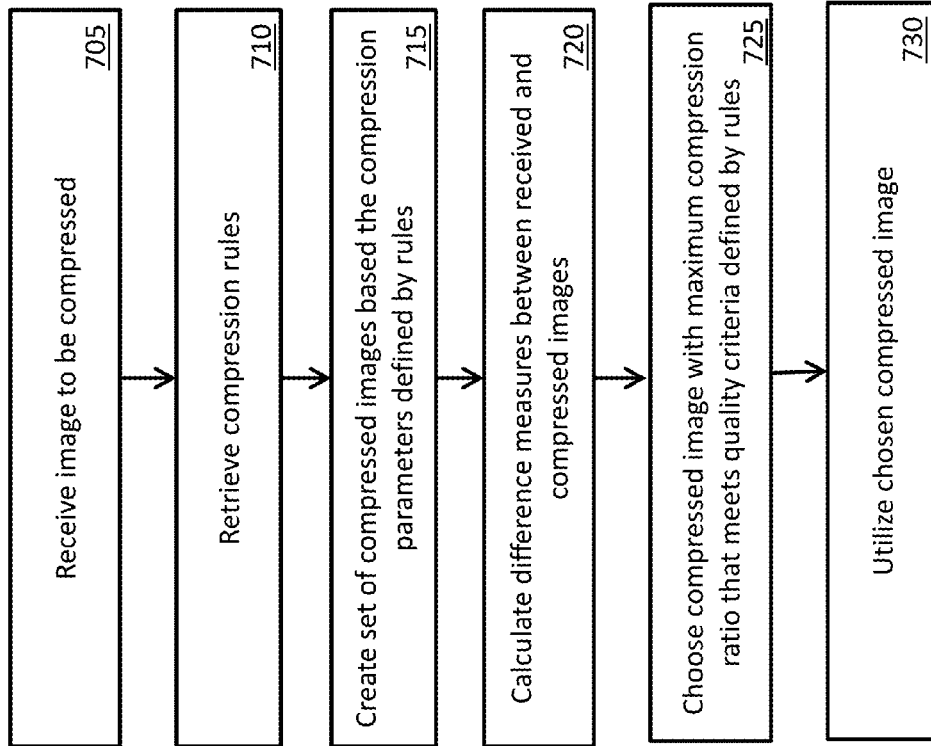 Receive image to be compressed
705
Retrieve compression rules
710
Create set of compressed images based the compression
parameters defined by rules
715
Calculate difference measures between received and
compressed images
720
Choose compressed image with maximum compression
ratio that meets quality criteria defined by rules
725
Utilize chosen compressed image
730